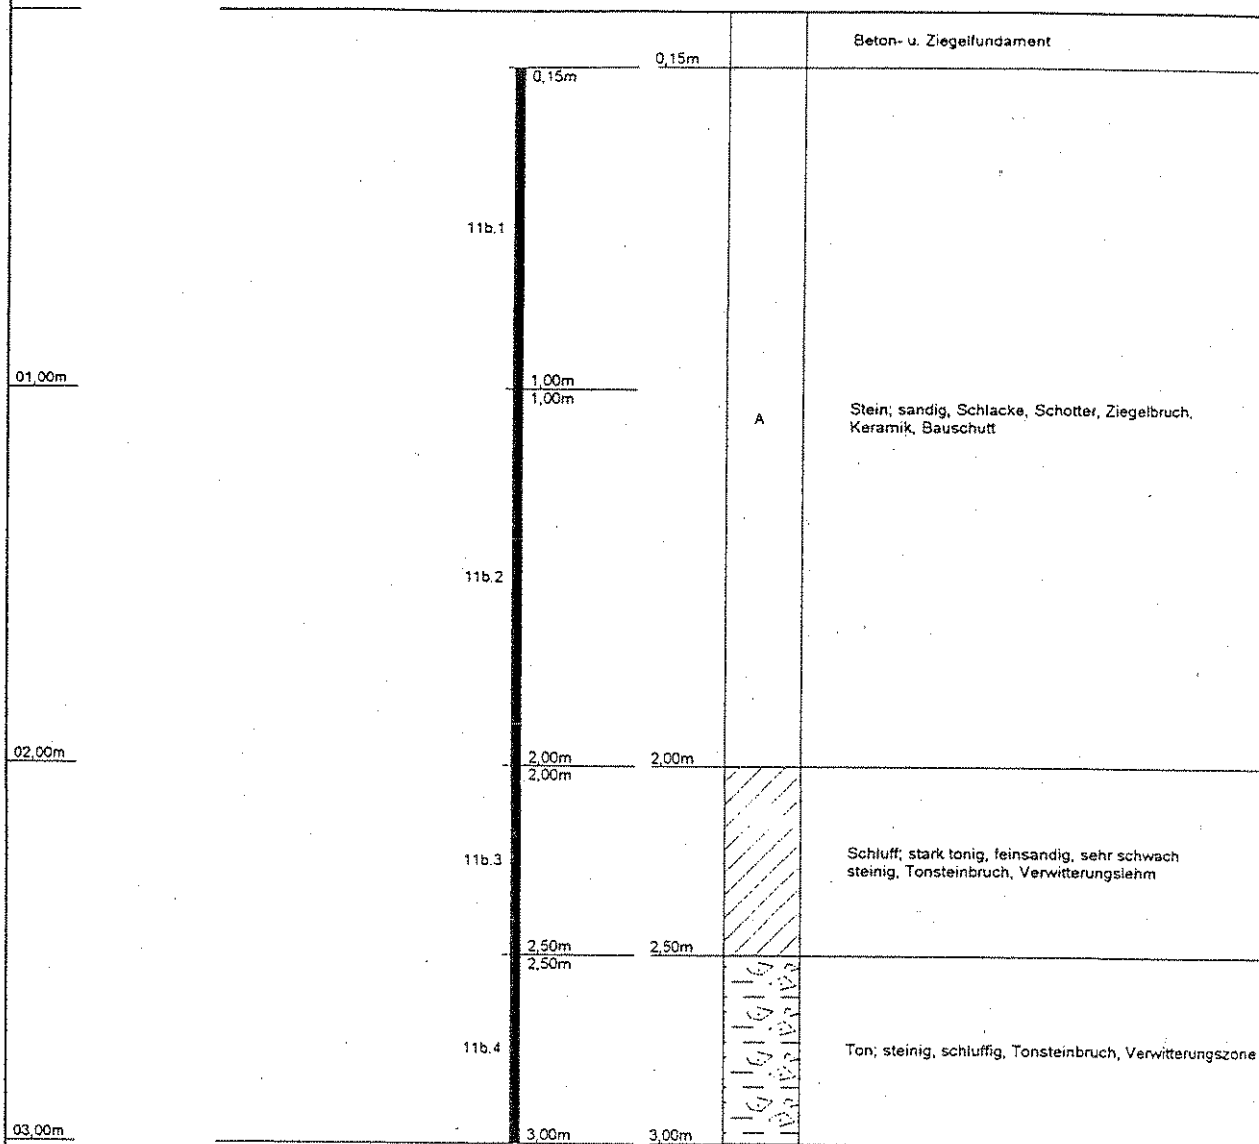 Beton- u. Ziegelfundament
0,15m
0,15m
11b.1
01,00m
1,00m
1,00m
A
Stein; sandig, Schlacke, Schotter, Ziegelbruch,
Keramik, Bauschutt
11b.2
02,00m
2,00m
2,00m
2,00m
11b.3
Schluff; stark tonig, feinsandig, sehr schwach
steinig, Tonsteinbruch, Verwitterungslehm
2,50m
2,50m
2,50m
11b.4
Ton; steinig, schluffig, Tonsteinbruch, Verwitterungszone
03,00m
3,00m
3,00m